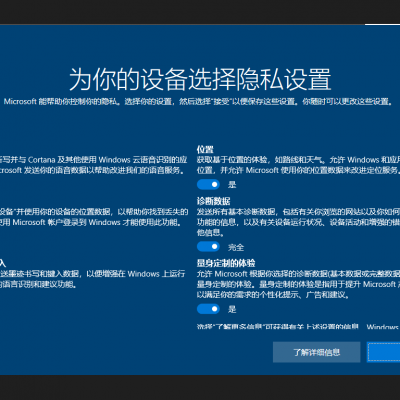 为你的设备选择隐私设置
Microsoft 能帮助你控制你的隐私。选择你的设置，然后选择"接受"以便保存这些设置。你随时可以更改这些设置。
听写并与 Cortana 及其他使用 Windows 云语音识别的应
icrosoft 发送你的语音数据以帮助改进我们的语音服务。
设备"并使用你的设备的位置数据，以帮助你找到丢失的
使用 Microsoft 帐户登录到 Windows 才能使用此功能。
入
送墨迹书写和键入数据，以便增强在 Windows 上运行
的语言识别和建议功能。
位置
获取基于位置的体验，如路线和天气。允许 Windows 和应用
位置，并允许 Microsoft 使用你的位置数据来改进定位服务。
是
诊断数据
发送所有基本诊断数据，包括有关你浏览的网站以及你如何
功能的信息，以及有关设备运行状况、设备活动和增强的错
他信息。
完全
量身定制的体验
允许 Microsoft 根据你选择的诊断数据(基本数据或完整数据
量身定制的体验。量身定制的体验是指用于提升 Microsoft 产
以满足你的需求的个性化提示、广告和建议。
是
选择"了解更多信息"可获得有关上述设置的信息，Windows
了解详细信息